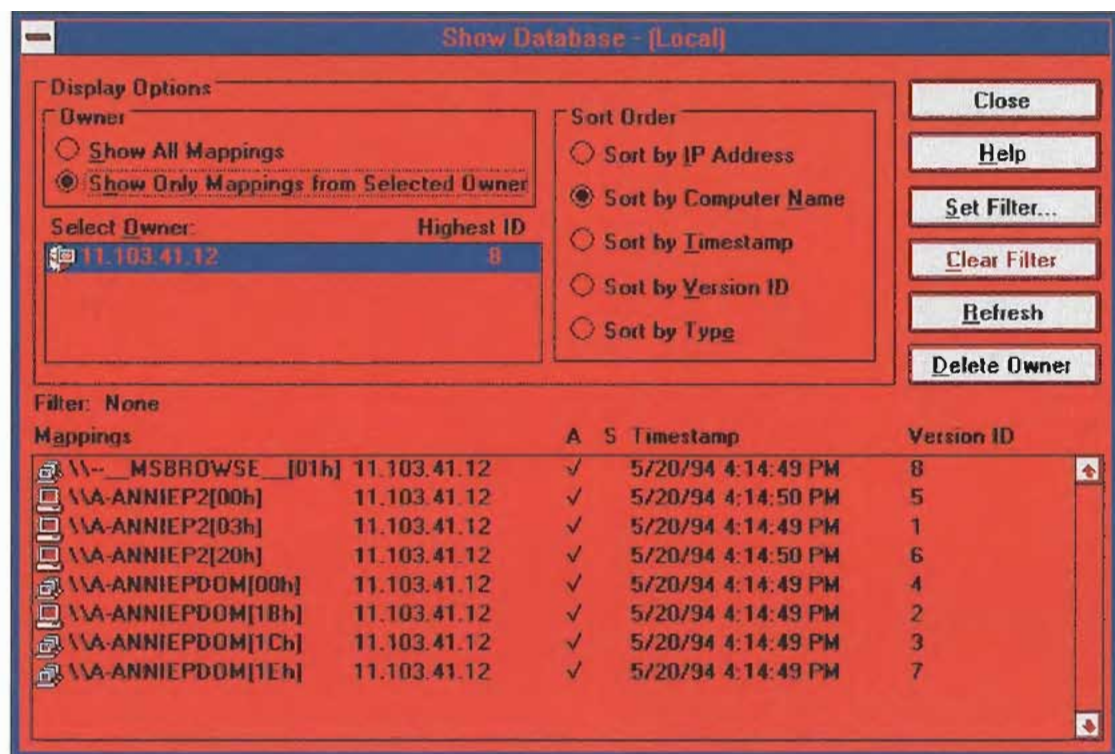 Show Database - (Local)
Display Options
Owner
Show All Mappings
Show Only Mappings from Selected Owner
Select Owner: Highest ID
11.103.41.12 8
Sort Order
Sort by IP Address
Sort by Computer Name
Sort by Timestamp
Sort by Version ID
Sort by Type
Close
Help
Set Filter...
Clear Filter
Refresh
Delete Owner
Filter: None
Mappings A S Timestamp Version ID
\\--__MSBROWSE__[01h] 11.103.41.12 √ 5/20/94 4:14:49 PM 8
\\A-ANNIEP2[00h] 11.103.41.12 √ 5/20/94 4:14:50 PM 5
\\A-ANNIEP2[03h] 11.103.41.12 √ 5/20/94 4:14:49 PM 1
\\A-ANNIEP2[20h] 11.103.41.12 √ 5/20/94 4:14:50 PM 6
\\A-ANNIEPDOM[00h] 11.103.41.12 √ 5/20/94 4:14:49 PM 4
\\A-ANNIEPDOM[1Bh] 11.103.41.12 √ 5/20/94 4:14:49 PM 2
\\A-ANNIEPDOM[1Ch] 11.103.41.12 √ 5/20/94 4:14:49 PM 3
\\A-ANNIEPDOM[1Eh] 11.103.41.12 √ 5/20/94 4:14:49 PM 7